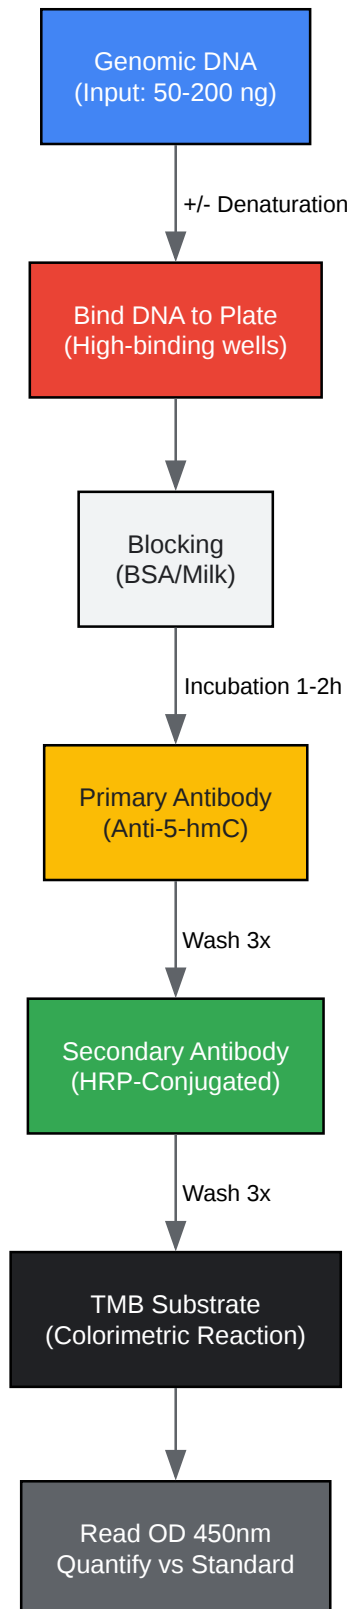 Genomic DNA
(Input: 50-200 ng)
+/- Denaturation
Bind DNA to Plate
(High-binding wells)
Blocking
(BSA/Milk)
Incubation 1-2h
Primary Antibody
(Anti-5-hmC)
Wash 3x
Secondary Antibody
(HRP-Conjugated)
Wash 3x
TMB Substrate
(Colorimetric Reaction)
Read OD 450nm
Quantify vs Standard